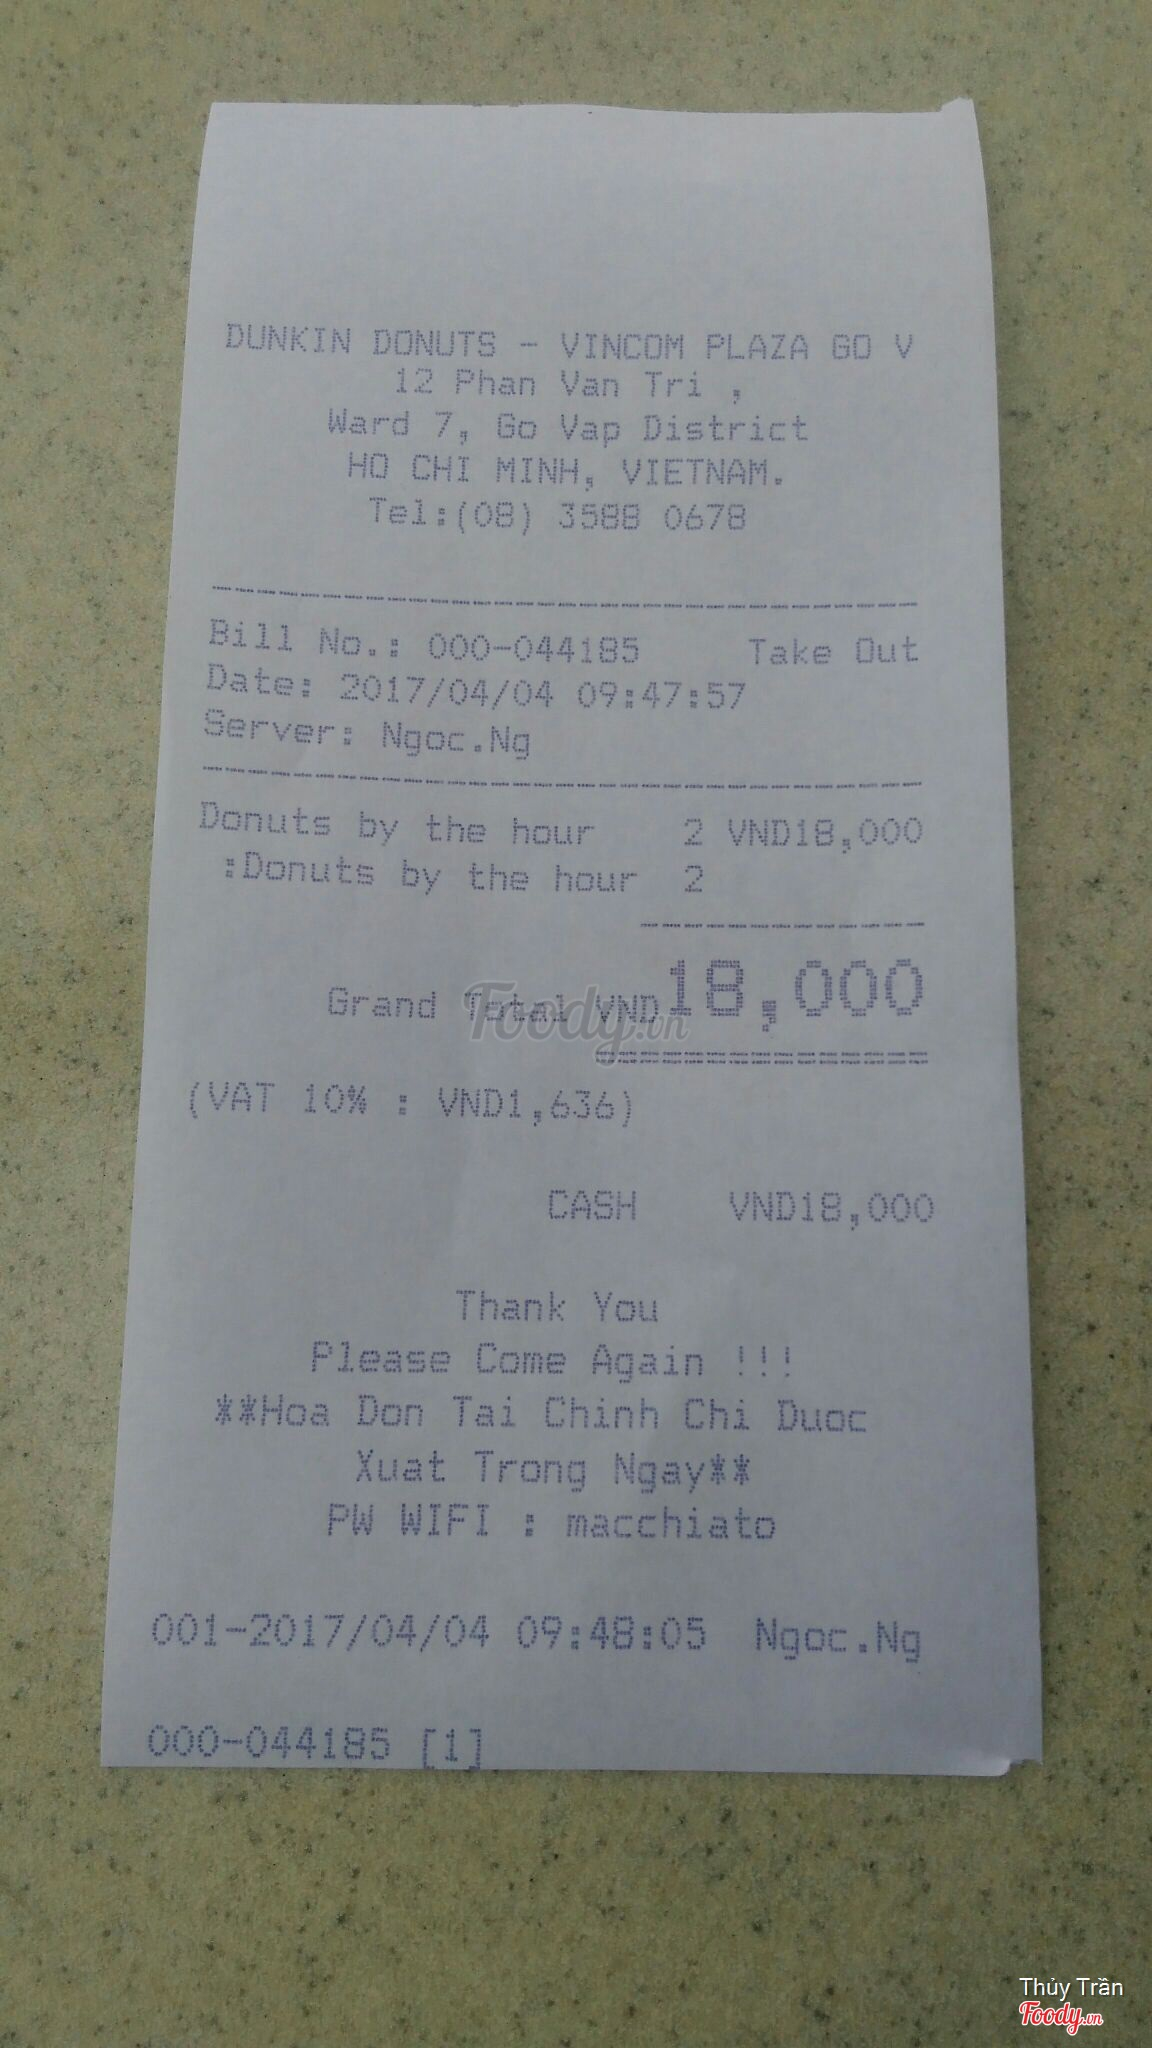 DUNKIN DONUTS - VINCOM PLAZA GO V
12 Phan Van Tri ,
Ward 7, Go Vap District
HO CHI MINH, VIETNAM.
Tel:(08) 3588 0678
Bill No.: 000-044185 Take Out
Date: 2017/04/04 09:47:57
Server: Ngoc.Ng
Donuts by the hour 2 VND18,000
:Donuts by the hour 2
Grand Total VND18,000
Foody.vn
(VAT 10% : VND1,636)
CASH VND18,000
Thank You
Please Come Again !!!
**Hoa Don Tai Chinh Chi Duoc
Xuat Trong Ngay**
PW WIFI : macchiato
001-2017/04/04 09:48:05 Ngoc.Ng
000-044185 [1]
Thủy Trần
Foody.vn